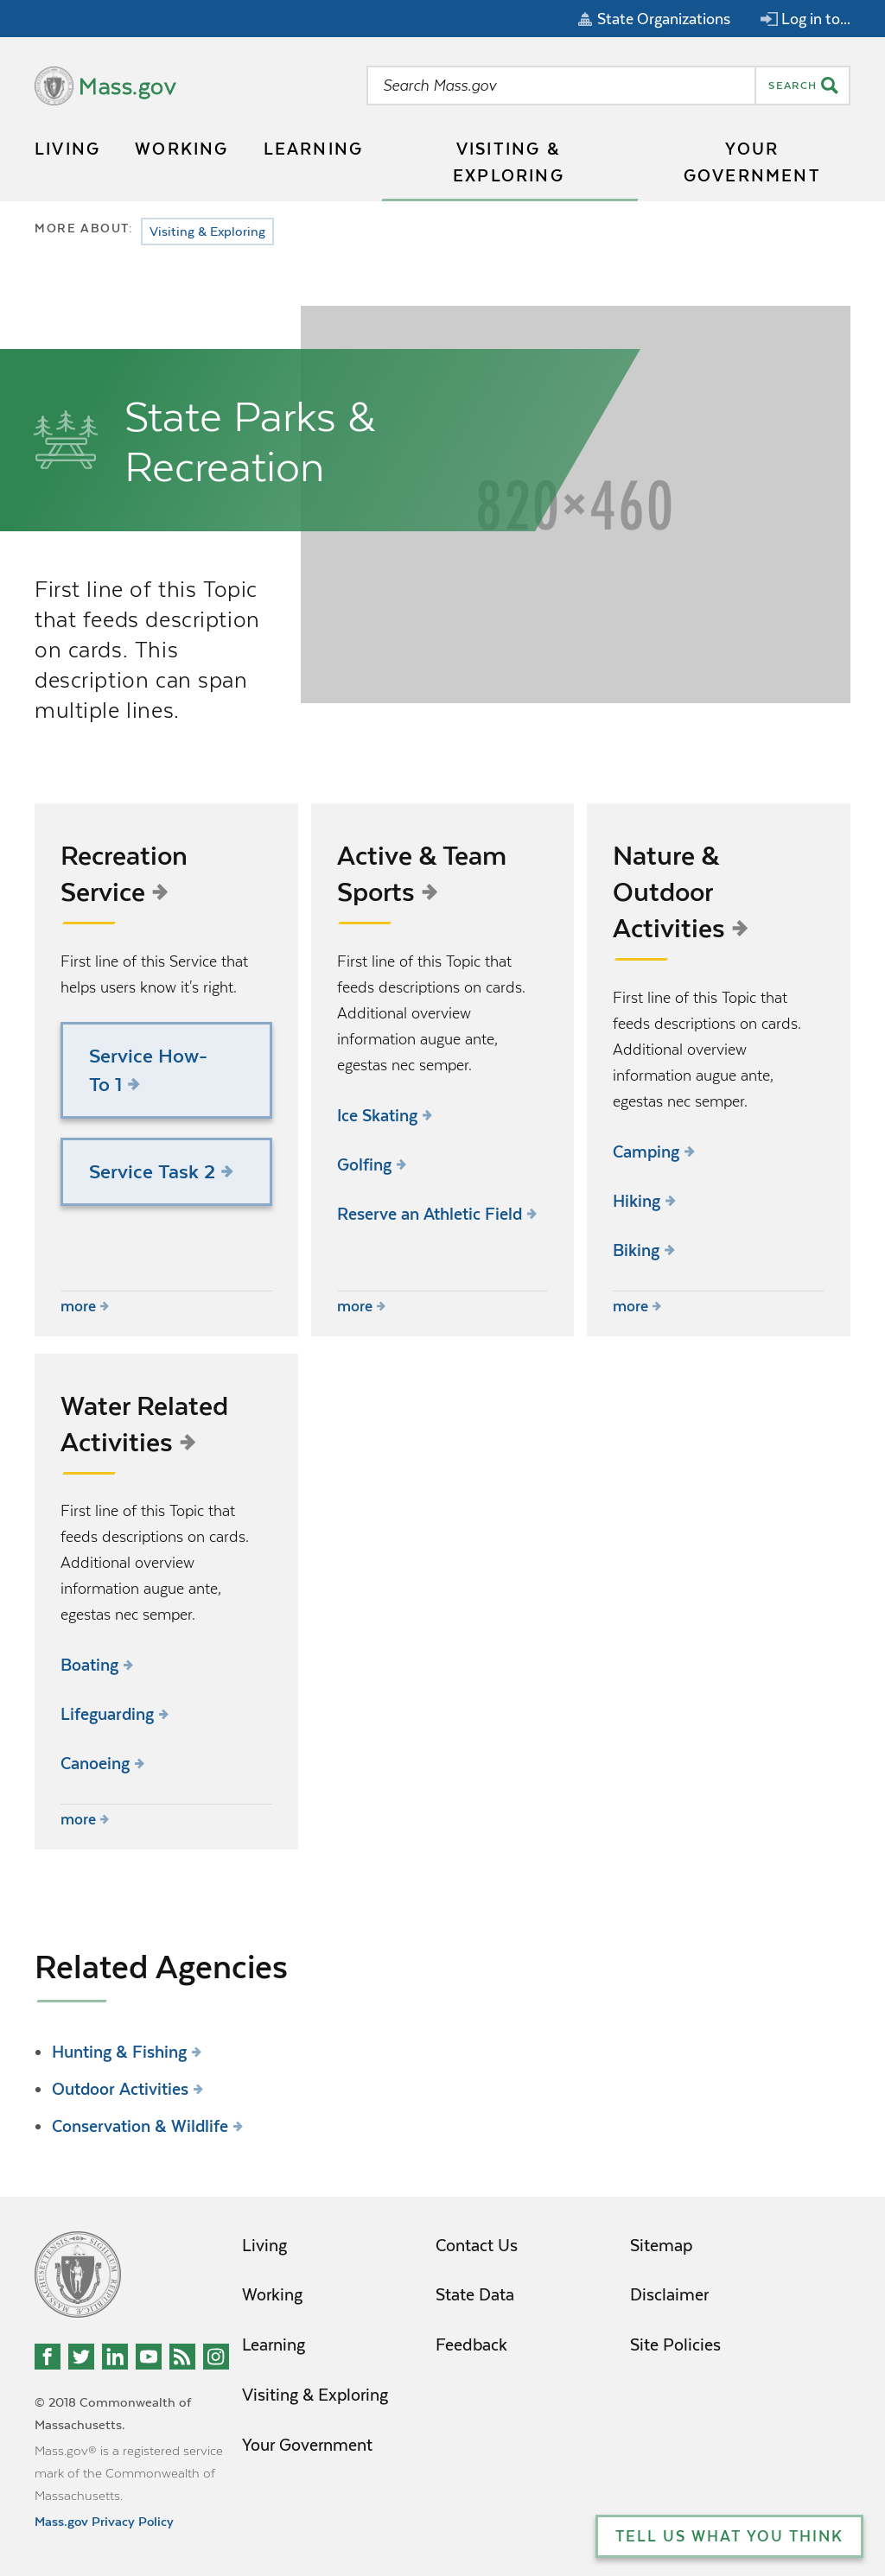 State Organizations
Log in to...
Mass.gov
Search Mass.gov
SEARCH
LIVING
WORKING
LEARNING
VISITING &
EXPLORING
YOUR
GOVERNMENT
MORE ABOUT:
Visiting & Exploring
State Parks &
Recreation
820×460
First line of this Topic
that feeds description
on cards. This
description can span
multiple lines.
Recreation
Service
First line of this Service that
helps users know it's right.
Service How-
To 1
Service Task 2
more
Active & Team
Sports
First line of this Topic that
feeds descriptions on cards.
Additional overview
information augue ante,
egestas nec semper.
Ice Skating
Golfing
Reserve an Athletic Field
more
Nature &
Outdoor
Activities
First line of this Topic that
feeds descriptions on cards.
Additional overview
information augue ante,
egestas nec semper.
Camping
Hiking
Biking
more
Water Related
Activities
First line of this Topic that
feeds descriptions on cards.
Additional overview
information augue ante,
egestas nec semper.
Boating
Lifeguarding
Canoeing
more
Related Agencies
Hunting & Fishing
Outdoor Activities
Conservation & Wildlife
Living
Working
Learning
Visiting & Exploring
Your Government
Contact Us
State Data
Feedback
Sitemap
Disclaimer
Site Policies
© 2018 Commonwealth of
Massachusetts.
Mass.gov® is a registered service
mark of the Commonwealth of
Massachusetts.
Mass.gov Privacy Policy
TELL US WHAT YOU THINK